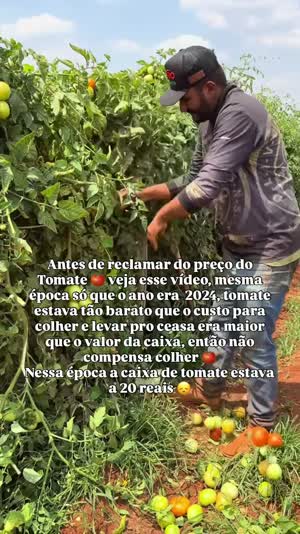 Antes de reclamar do preço do
Tomate 🍅 veja esse vídeo, mesma
época só que o ano era 2024, tomate
estava tão barato que o custo para
colher e levar pro ceasa era maior
que o valor da caixa, então não
compensa colher 🍅
Nessa época a caixa de tomate estava
a 20 reais 😢